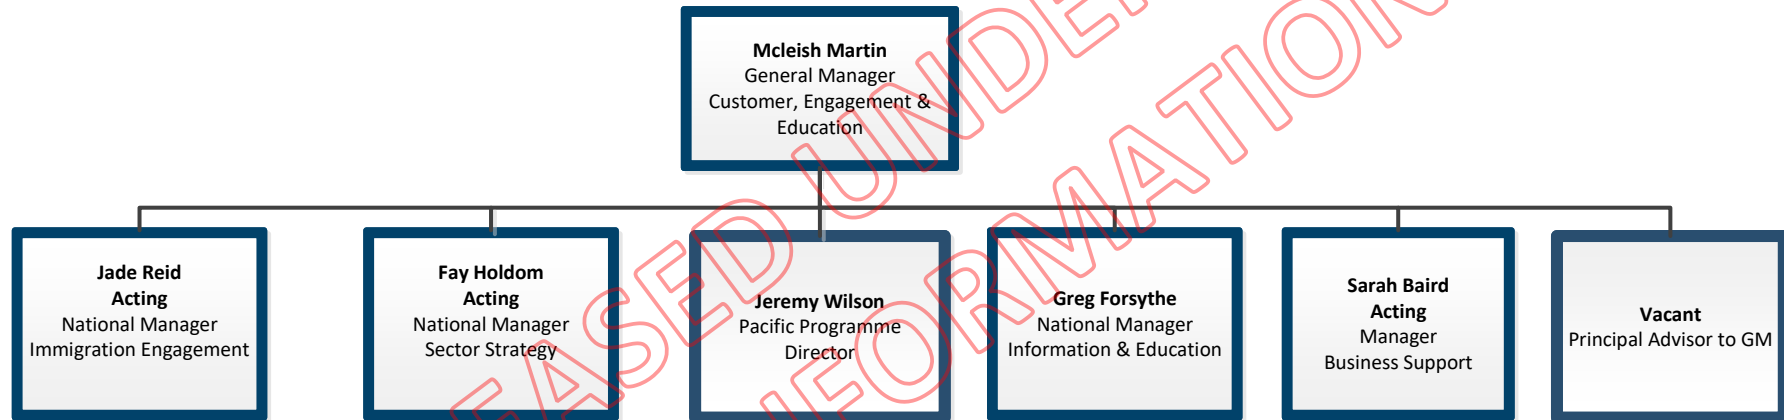 Mcleish Martin
General Manager
Customer, Engagement &
Education
Jade Reid
Acting
National Manager
Immigration Engagement
Fay Holdom
Acting
National Manager
Sector Strategy
Jeremy Wilson
Pacific Programme
Director
Greg Forsythe
National Manager
Information & Education
Sarah Baird
Acting
Manager
Business Support
Vacant
Principal Advisor to GM